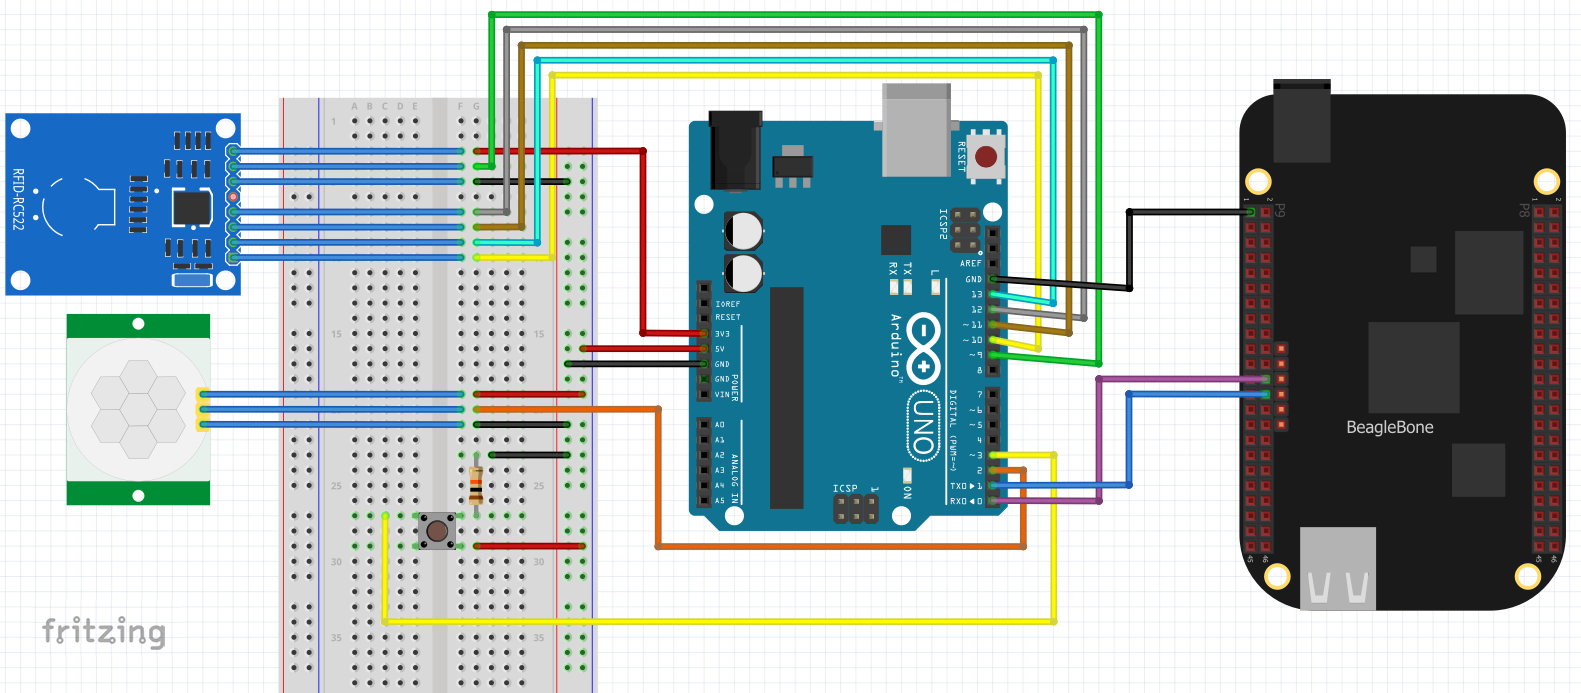 A B C D E F G
1
15 15
25 25
30 30
35 35
RFID-RC522
fritzing
RESET
ICSP2
AREF
GND
13
12
~11
~10
~9
8
7
~6
~5
4
~3
2
TX0▶1
RX0◀0
RX TX L
IOREF
RESET
3V3
5V
GND
GND
VIN
POWER
A0
A1
A2
A3
A4
A5
ANALOG IN
Arduino™
UNO
DIGITAL (PWM=~)
ICSP 1
ON
1 2 P9
45 46
P8 1 2
45 46
BeagleBone